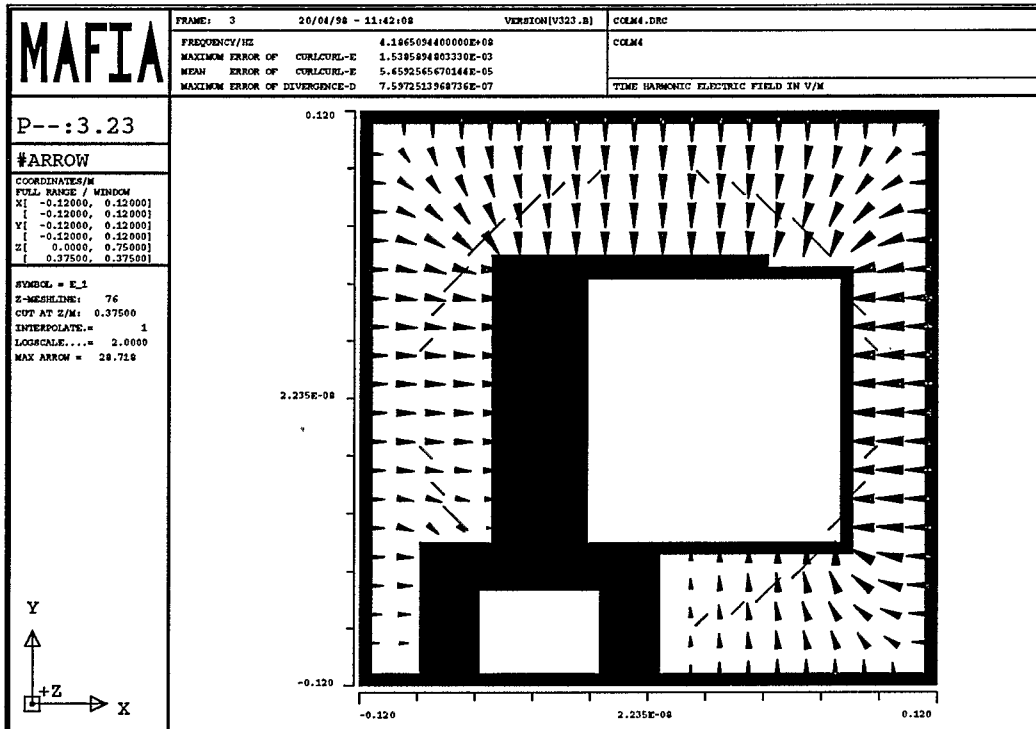 MAFIA
FRAME: 3 20/04/98 - 11:42:08 VERSION[V323.B] COLM4.DRC
FREQUENCY/HZ 4.1865094400000E+08
MAXIMUM ERROR OF CURLCURL-E 1.5385894803330E-03
MEAN ERROR OF CURLCURL-E 5.6592565670144E-05
MAXIMUM ERROR OF DIVERGENCE-D 7.5972513968736E-07
COLM4
TIME HARMONIC ELECTRIC FIELD IN V/M
P--:3.23
#ARROW
COORDINATES/M
FULL RANGE / WINDOW
X[ -0.12000, 0.12000]
[ -0.12000, 0.12000]
Y[ -0.12000, 0.12000]
[ -0.12000, 0.12000]
Z[ 0.0000, 0.75000]
[ 0.37500, 0.37500]
SYMBOL = E_1
Z-MESHLINE: 76
CUT AT Z/M: 0.37500
INTERPOLATE.= 1
LOGSCALE....= 2.0000
MAX ARROW = 28.718
0.120
2.235E-08
-0.120
-0.120 2.235E-08 0.120
Y
+Z
X